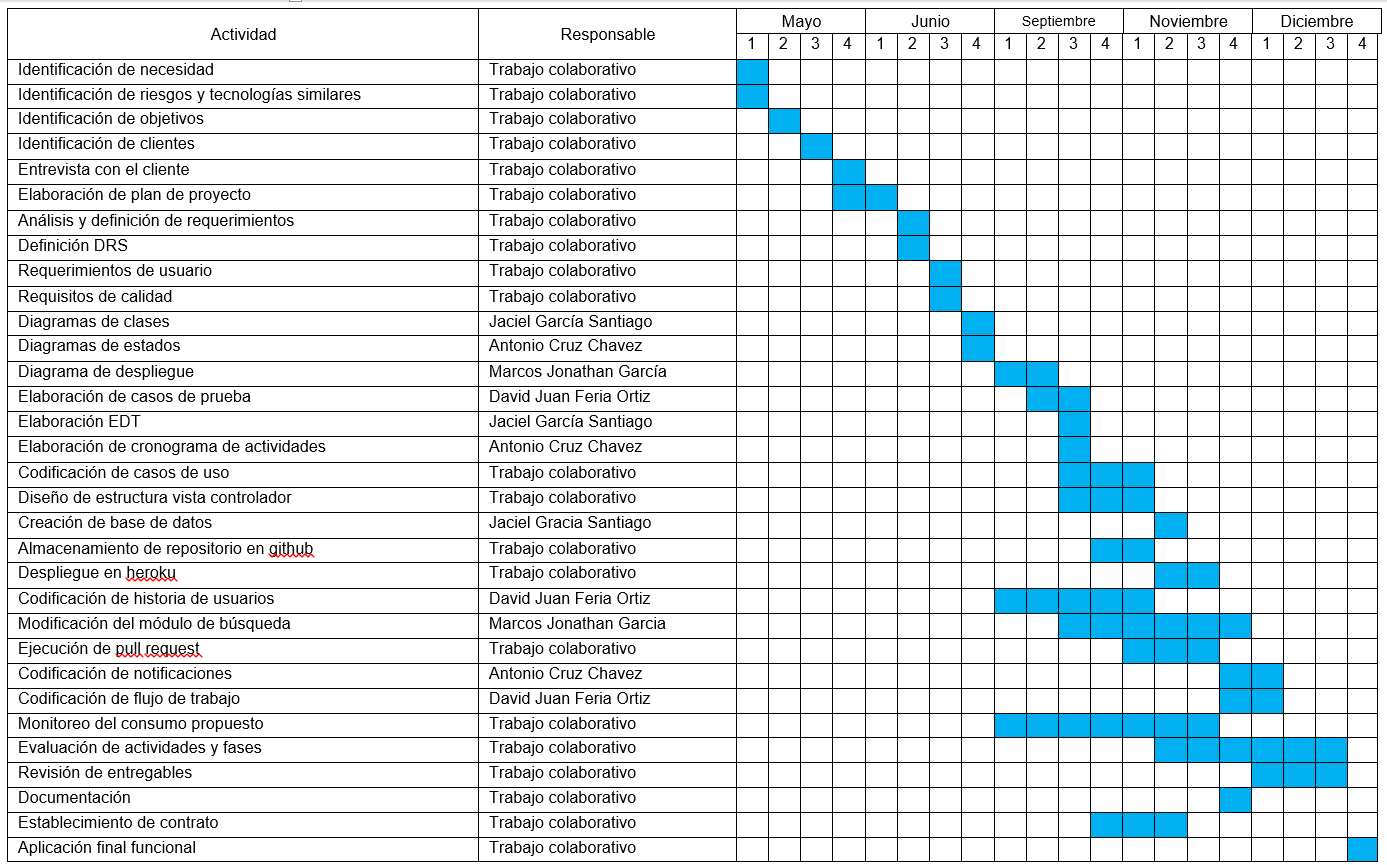 Actividad Responsable Mayo Junio Septiembre Noviembre Diciembre
1 2 3 4 1 2 3 4 1 2 3 4 1 2 3 4 1 2 3 4
Identificación de necesidad Trabajo colaborativo
Identificación de riesgos y tecnologías similares Trabajo colaborativo
Identificación de objetivos Trabajo colaborativo
Identificación de clientes Trabajo colaborativo
Entrevista con el cliente Trabajo colaborativo
Elaboración de plan de proyecto Trabajo colaborativo
Análisis y definición de requerimientos Trabajo colaborativo
Definición DRS Trabajo colaborativo
Requerimientos de usuario Trabajo colaborativo
Requisitos de calidad Trabajo colaborativo
Diagramas de clases Jaciel García Santiago
Diagramas de estados Antonio Cruz Chavez
Diagrama de despliegue Marcos Jonathan García
Elaboración de casos de prueba David Juan Feria Ortiz
Elaboración EDT Jaciel García Santiago
Elaboración de cronograma de actividades Antonio Cruz Chavez
Codificación de casos de uso Trabajo colaborativo
Diseño de estructura vista controlador Trabajo colaborativo
Creación de base de datos Jaciel Gracia Santiago
Almacenamiento de repositorio en github Trabajo colaborativo
Despliegue en heroku Trabajo colaborativo
Codificación de historia de usuarios David Juan Feria Ortiz
Modificación del módulo de búsqueda Marcos Jonathan Garcia
Ejecución de pull request Trabajo colaborativo
Codificación de notificaciones Antonio Cruz Chavez
Codificación de flujo de trabajo David Juan Feria Ortiz
Monitoreo del consumo propuesto Trabajo colaborativo
Evaluación de actividades y fases Trabajo colaborativo
Revisión de entregables Trabajo colaborativo
Documentación Trabajo colaborativo
Establecimiento de contrato Trabajo colaborativo
Aplicación final funcional Trabajo colaborativo